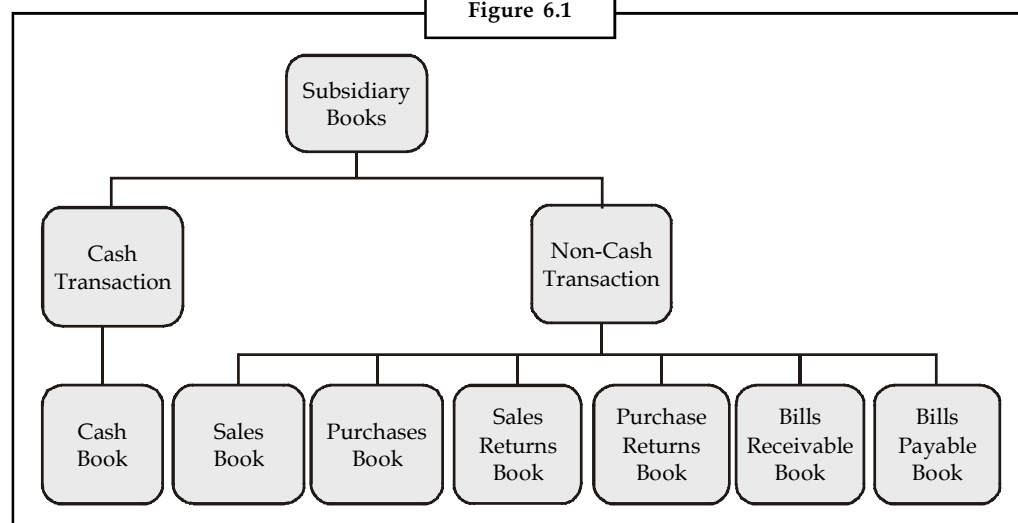 Figure 6.1
Subsidiary
Books
Cash
Transaction
Non-Cash
Transaction
Cash
Book
Sales
Book
Purchases
Book
Sales
Returns
Book
Purchase
Returns
Book
Bills
Receivable
Book
Bills
Payable
Book